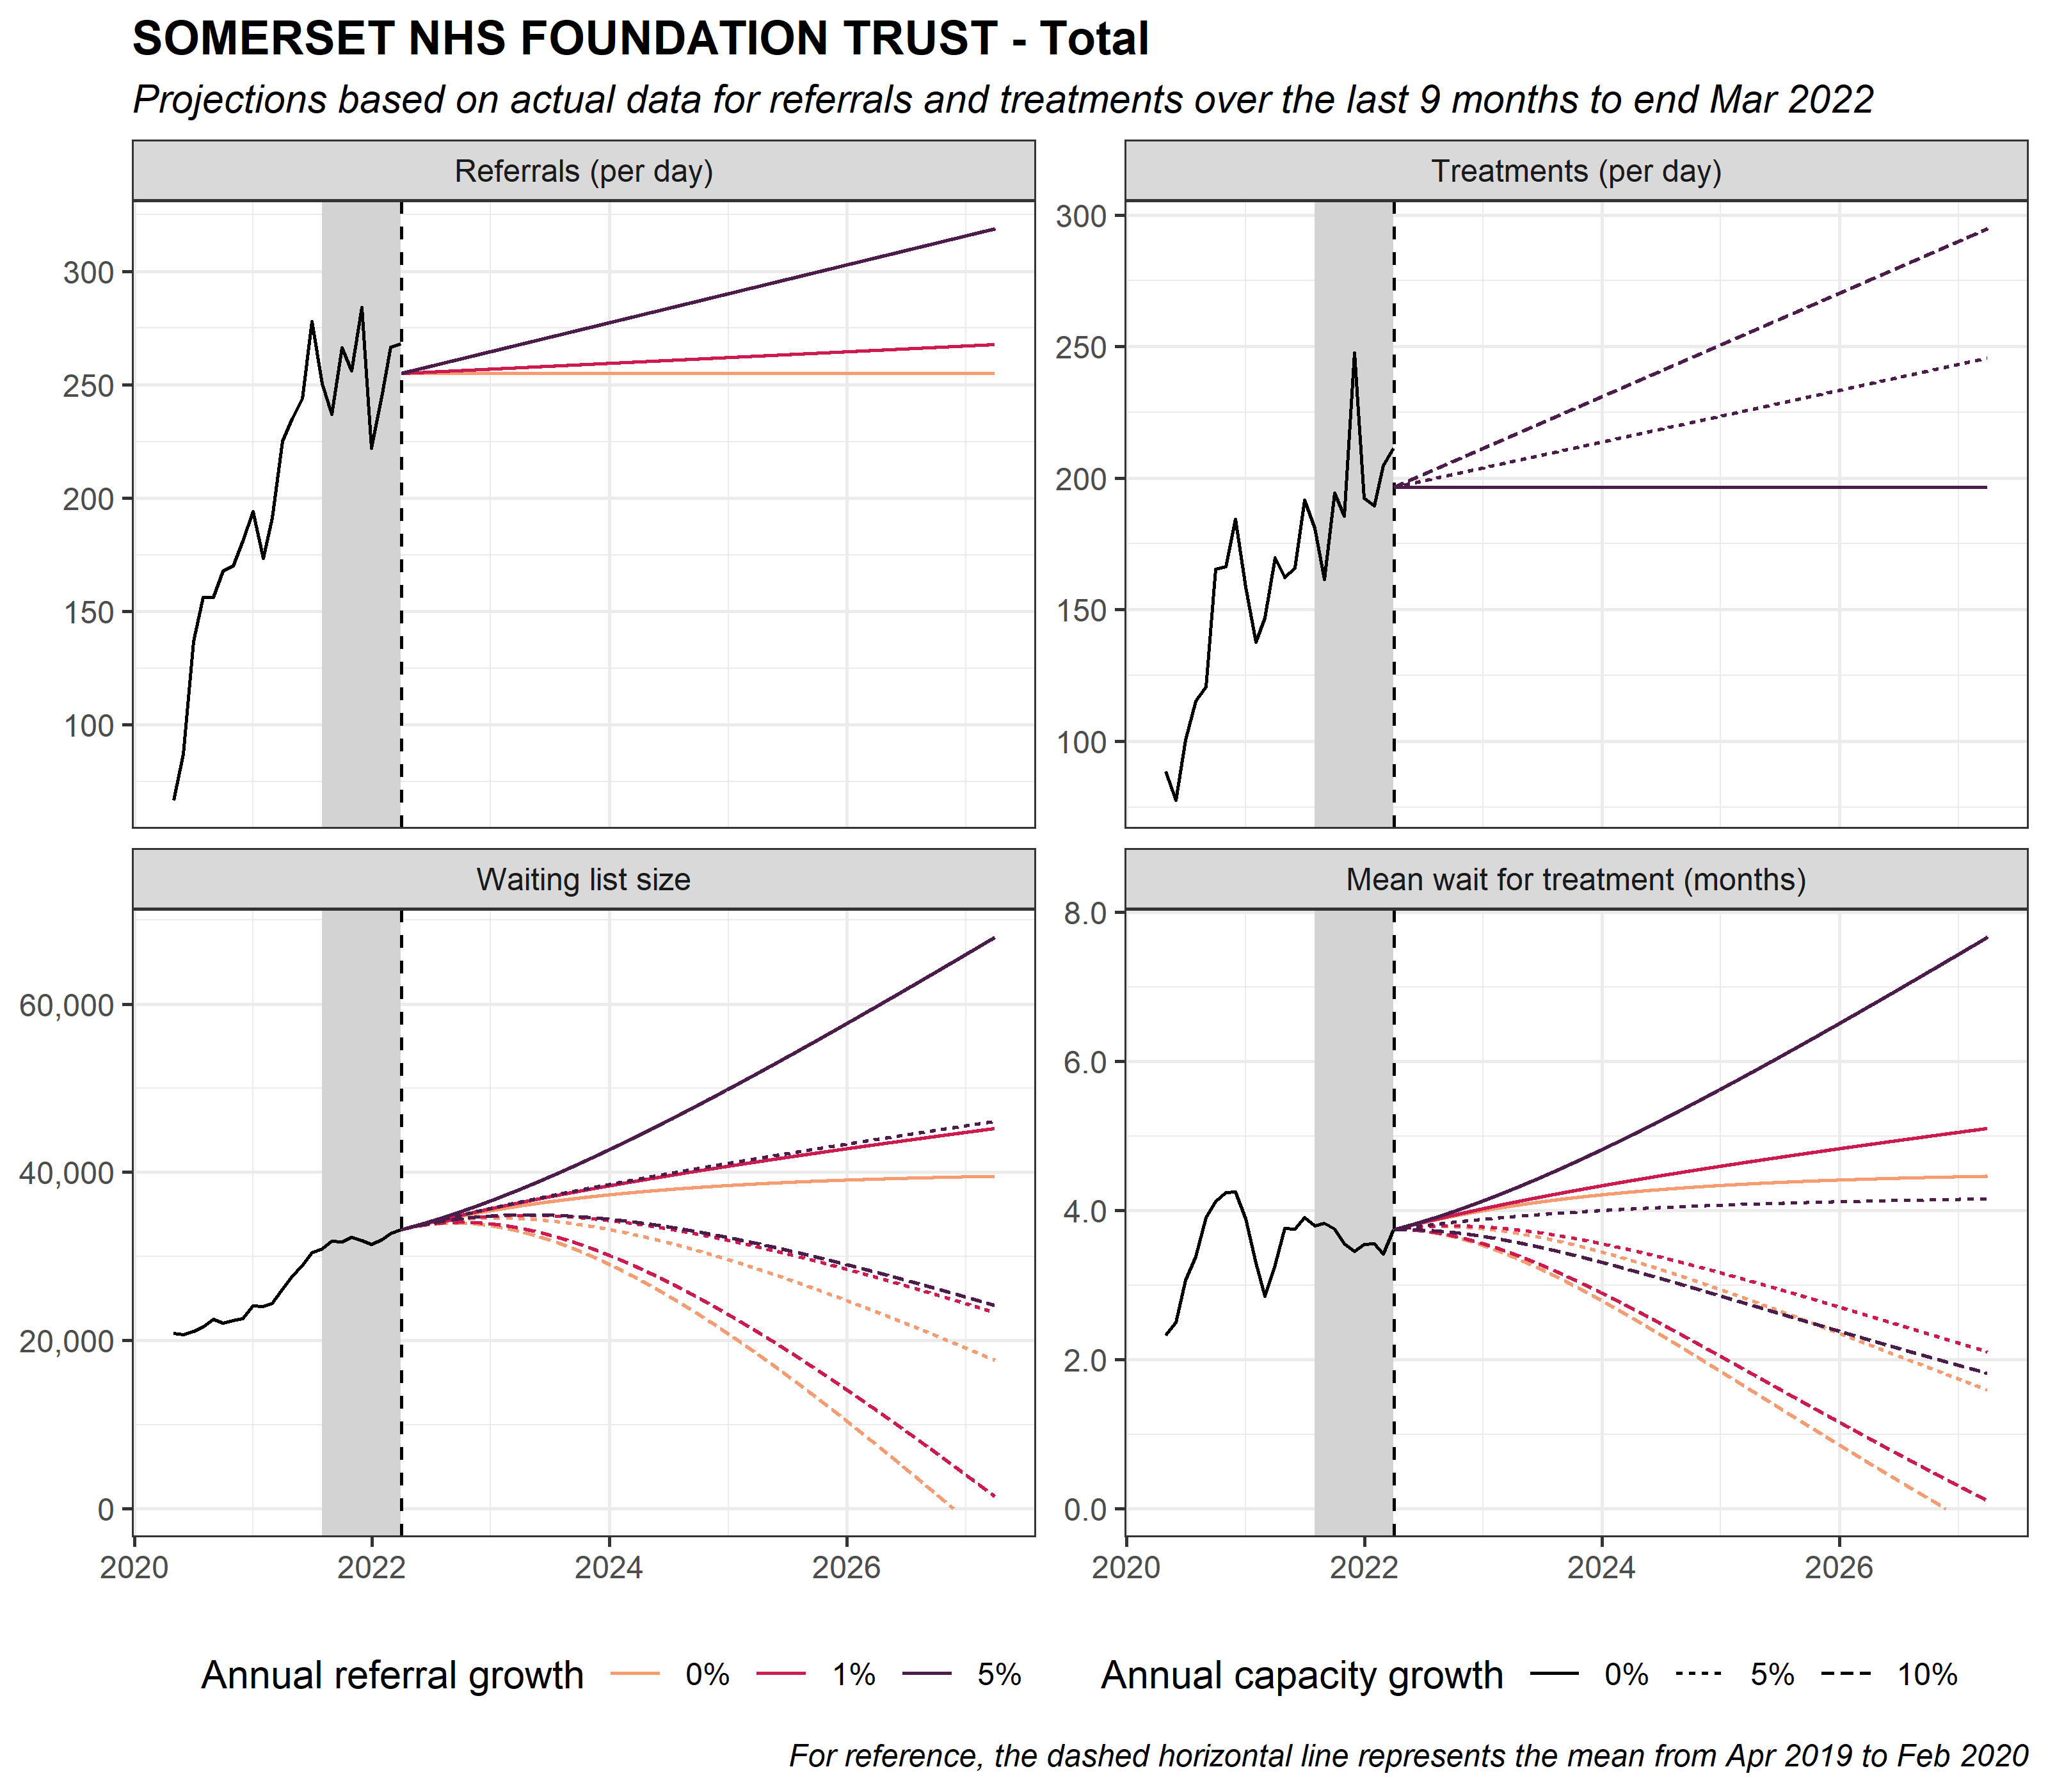 SOMERSET NHS FOUNDATION TRUST - Total
Projections based on actual data for referrals and treatments over the last 9 months to end Mar 2022
Referrals (per day)
300
250
200
150
100
Treatments (per day)
300
250
200
150
100
Waiting list size
60,000
40,000
20,000
0
2020 2022 2024 2026
Mean wait for treatment (months)
8.0
6.0
4.0
2.0
0.0
2020 2022 2024 2026
Annual referral growth 0% 1% 5%
Annual capacity growth 0% 5% 10%
For reference, the dashed horizontal line represents the mean from Apr 2019 to Feb 2020